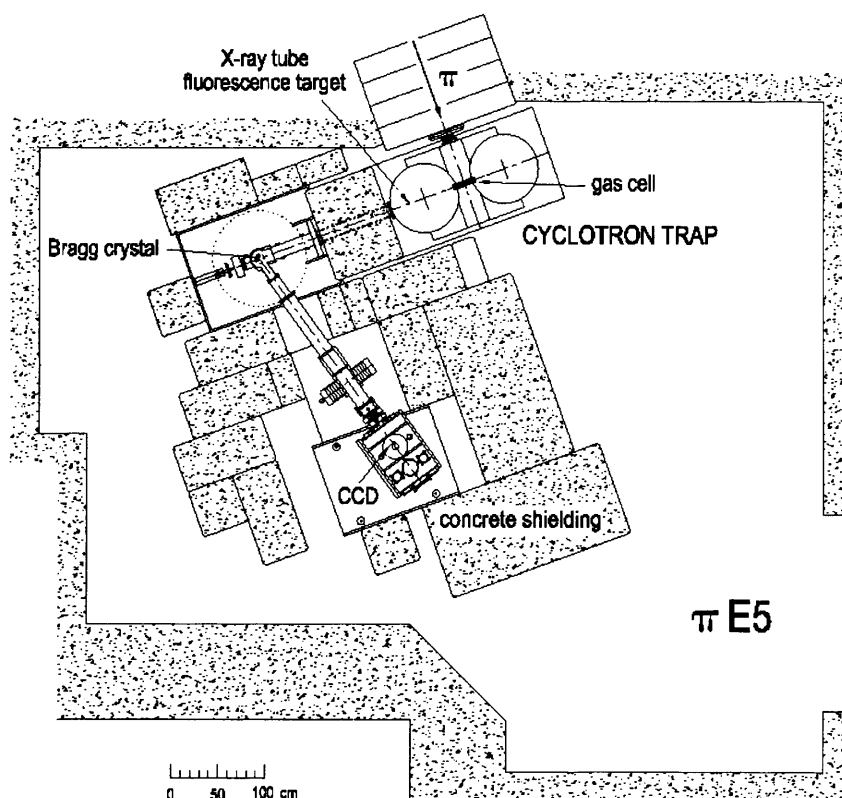 X-ray tube
fluorescence target
π
gas cell
Bragg crystal
CYCLOTRON TRAP
CCD
concrete shielding
π E5
0 50 100 cm